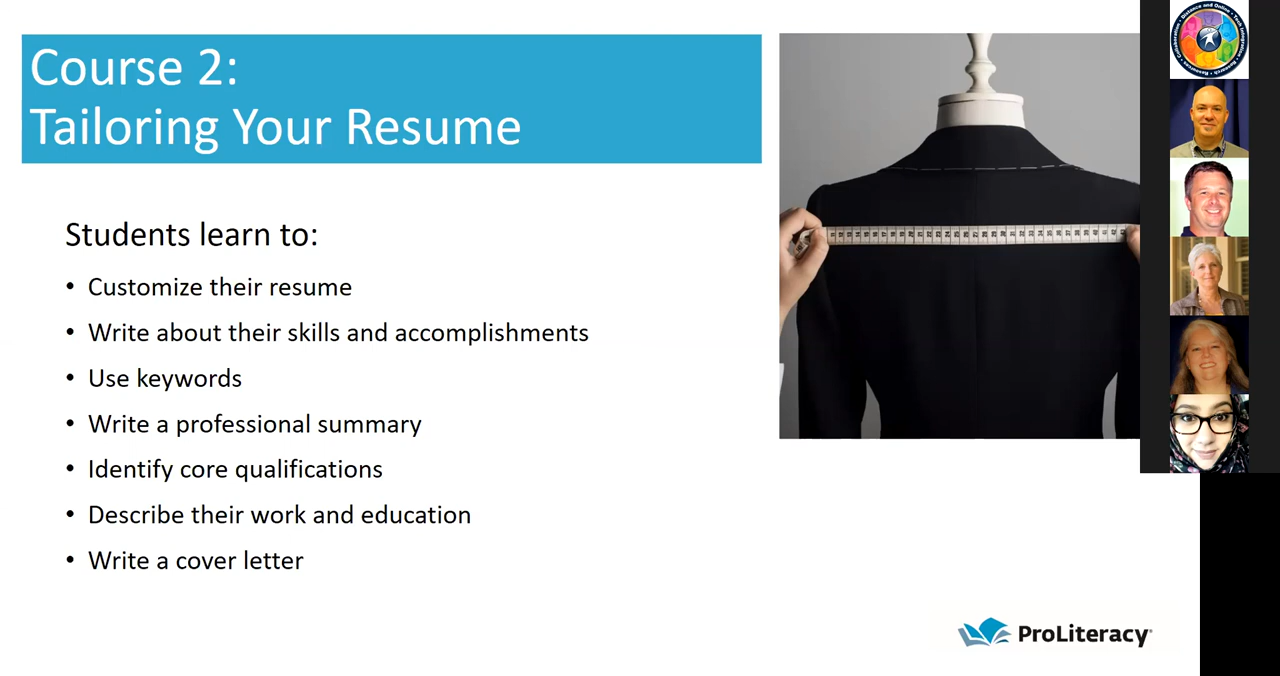 Course 2:
Tailoring Your Resume
Students learn to:
• Customize their resume
• Write about their skills and accomplishments
• Use keywords
• Write a professional summary
• Identify core qualifications
• Describe their work and education
• Write a cover letter
ProLiteracy®